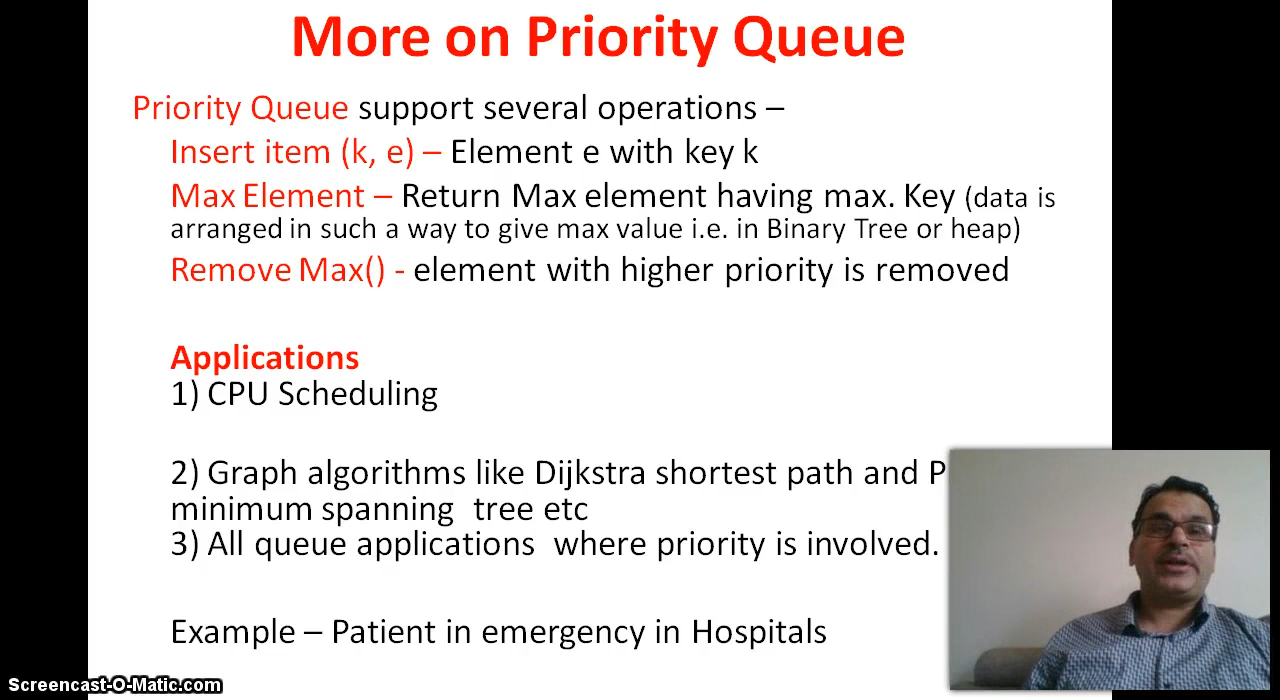 More on Priority Queue
Priority Queue support several operations –
Insert item (k, e) – Element e with key k
Max Element – Return Max element having max. Key (data is
arranged in such a way to give max value i.e. in Binary Tree or heap)
Remove Max() - element with higher priority is removed
Applications
1) CPU Scheduling
2) Graph algorithms like Dijkstra shortest path and P
minimum spanning tree etc
3) All queue applications where priority is involved.
Example – Patient in emergency in Hospitals
Screencast-O-Matic.com